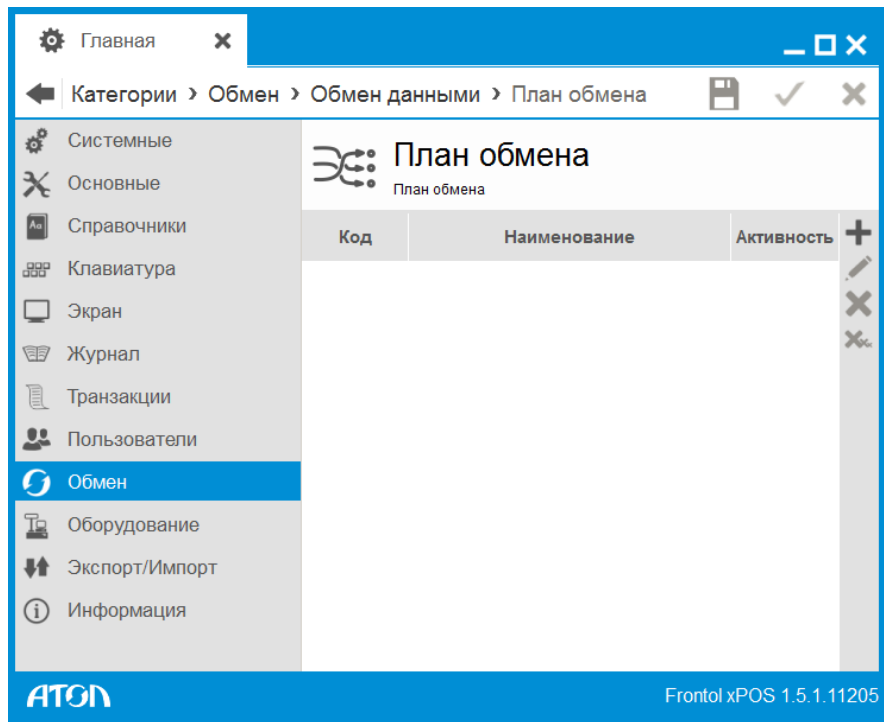 Главная
Категории › Обмен › Обмен данными › План обмена
Системные
Основные
Справочники
Клавиатура
Экран
Журнал
Транзакции
Пользователи
Обмен
Оборудование
Экспорт/Импорт
Информация
План обмена
План обмена
Код Наименование Активность
АТОЛ
Frontol xPOS 1.5.1.11205